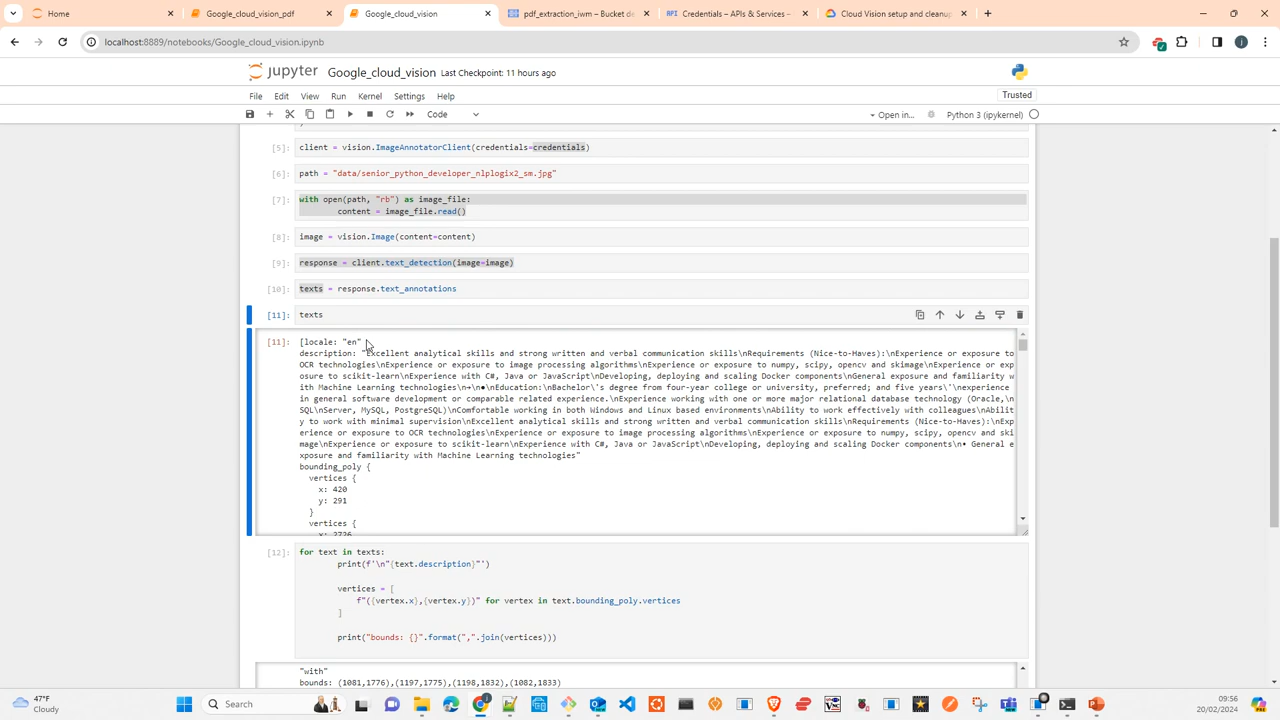 Home
Google_cloud_vision_pdf
Google_cloud_vision
pdf_extraction_iwm – Bucket de
Credentials – APIs & Services –
Cloud Vision setup and cleanup
localhost:8889/notebooks/Google_cloud_vision.ipynb
jupyter Google_cloud_vision Last Checkpoint: 11 hours ago
Trusted
File Edit View Run Kernel Settings Help
Code Open in... Python 3 (ipykernel)
[5]: client = vision.ImageAnnotatorClient(credentials=credentials)
[6]: path = "data/senior_python_developer_nlplogix2_sm.jpg"
[7]: with open(path, "rb") as image_file:
content = image_file.read()
[8]: image = vision.Image(content=content)
[9]: response = client.text_detection(image=image)
[10]: texts = response.text_annotations
[11]: texts
[11]: [locale: "en"
description: "Excellent analytical skills and strong written and verbal communication skills\nRequirements (Nice-to-Haves):\nExperience or exposure to
OCR technologies\nExperience or exposure to image processing algorithms\nExperience or exposure to numpy, scipy, opencv and skimage\nExperience or exp
osure to scikit-learn\nExperience with C#, Java or JavaScript\nDeveloping, deploying and scaling Docker components\nGeneral exposure and familiarity w
ith Machine Learning technologies\n+\n●\nEducation:\nBachelor\'s degree from four-year college or university, preferred; and five years\'\nexperience
in general software development or comparable related experience.\nExperience working with one or more major relational database technology (Oracle,\n
SQL\nServer, MySQL, PostgreSQL)\nComfortable working in both Windows and Linux based environments\nAbility to work effectively with colleagues\nAbilit
y to work with minimal supervision\nExcellent analytical skills and strong written and verbal communication skills\nRequirements (Nice-to-Haves):\nExp
erience or exposure to OCR technologies\nExperience or exposure to image processing algorithms\nExperience or exposure to numpy, scipy, opencv and ski
mage\nExperience or exposure to scikit-learn\nExperience with C#, Java or JavaScript\nDeveloping, deploying and scaling Docker components\n• General e
xposure and familiarity with Machine Learning technologies"
bounding_poly {
vertices {
x: 420
y: 291
}
vertices {
x: 2726
[12]: for text in texts:
print(f'\n"{text.description}"')
vertices = [
f"({vertex.x},{vertex.y})" for vertex in text.bounding_poly.vertices
]
print("bounds: {}".format(",".join(vertices)))
"with"
bounds: (1081,1776),(1197,1775),(1198,1832),(1082,1833)
47°F
Cloudy
Search
09:56
20/02/2024